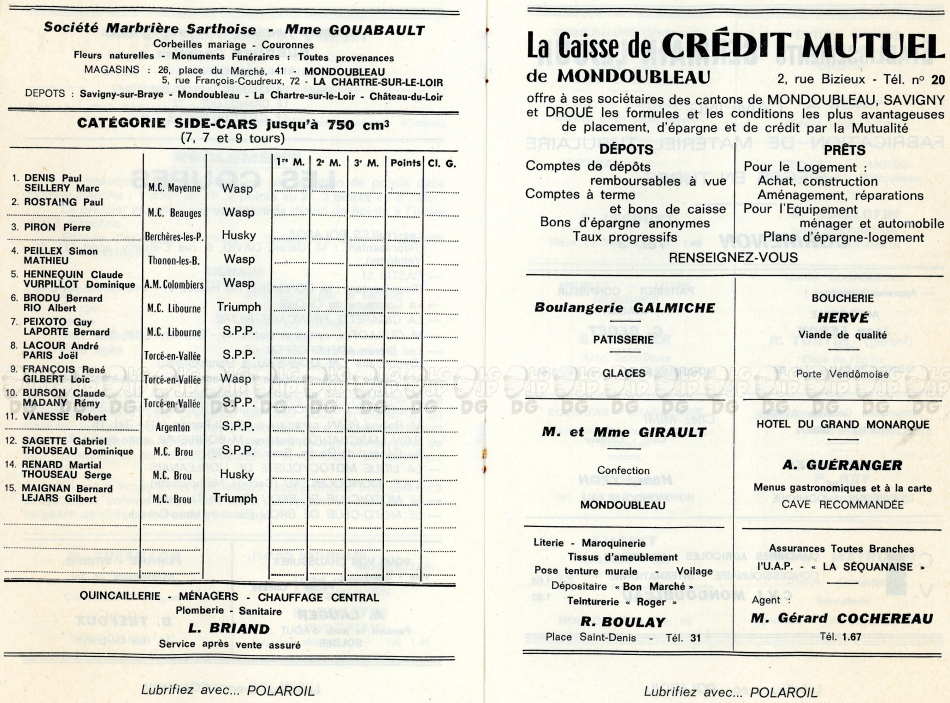 Société Marbrière Sarthoise - Mme GOUABAULT
Corbeilles mariage - Couronnes
Fleurs naturelles - Monuments Funéraires : Toutes provenances
MAGASINS : 26, place du Marché, 41 - MONDOUBLEAU
5, rue François-Coudreux, 72 - LA CHARTRE-SUR-LE-LOIR
DEPOTS : Savigny-sur-Braye - Mondoubleau - La Chartre-sur-le-Loir - Château-du-Loir
CATÉGORIE SIDE-CARS jusqu'à 750 cm3
(7, 7 et 9 tours)
1re M. 2e M. 3e M. Points Cl. G.
1. DENIS Paul
SEILLERY Marc M.C. Mayenne Wasp
2. ROSTAING Paul
M.C. Beauges Wasp
3. PIRON Pierre
Berchères-les-P. Husky
4. PEILLEX Simon
MATHIEU Thonon-les-B. Wasp
5. HENNEQUIN Claude
VURPILLOT Dominique A.M. Colombiers Wasp
6. BRODU Bernard
RIO Albert M.C. Libourne Triumph
7. PEIXOTO Guy
LAPORTE Bernard M.C. Libourne S.P.P.
8. LACOUR André
PARIS Joël Torcé-en-Vallée S.P.P.
9. FRANÇOIS René
GILBERT Loïc Torcé-en-Vallée Wasp
10. BURSON Claude
MADANY Rémy Torcé-en-Vallée S.P.P.
11. VANESSE Robert
Argenton S.P.P.
12. SAGETTE Gabriel
THOUSEAU Dominique M.C. Brou S.P.P.
14. RENARD Martial
THOUSEAU Serge M.C. Brou Husky
15. MAIGNAN Bernard
LEJARS Gilbert M.C. Brou Triumph
QUINCAILLERIE - MÉNAGERS - CHAUFFAGE CENTRAL
Plomberie - Sanitaire
L. BRIAND
Service après vente assuré
Lubrifiez avec... POLAROIL
La Caisse de CRÉDIT MUTUEL
de MONDOUBLEAU 2, rue Bizieux - Tél. no 20
offre à ses sociétaires des cantons de MONDOUBLEAU, SAVIGNY
et DROUÉ les formules et les conditions les plus avantageuses
de placement, d'épargne et de crédit par la Mutualité
DEPOTS
Comptes de dépôts
remboursables à vue
Comptes à terme
et bons de caisse
Bons d'épargne anonymes
Taux progressif
PRÊTS
Pour le Logement :
Achat, construction
Aménagement, réparations
Pour l'Equipement
ménager et automobile
Plans d'épargne-logement
RENSEIGNEZ-VOUS
Boulangerie GALMICHE
PATISSERIE
GLACES
BOUCHERIE
HERVÉ
Viande de qualité
Porte Vendômoise
M. et Mme GIRAULT
Confection
MONDOUBLEAU
HOTEL DU GRAND MONARQUE
A. GUÉRANGER
Menus gastronomiques et à la carte
CAVE RECOMMANDÉE
Literie - Maroquinerie
Tissus d'ameublement
Pose tenture murale - Voilage
Dépositaire « Bon Marché »
Teinturerie « Roger »
R. BOULAY
Place Saint-Denis - Tél. 31
Assurances Toutes Branches
l'U.A.P. - « LA SÉQUANAISE »
Agent :
M. Gérard COCHEREAU
Tél. 1.67
Lubrifiez avec... POLAROIL